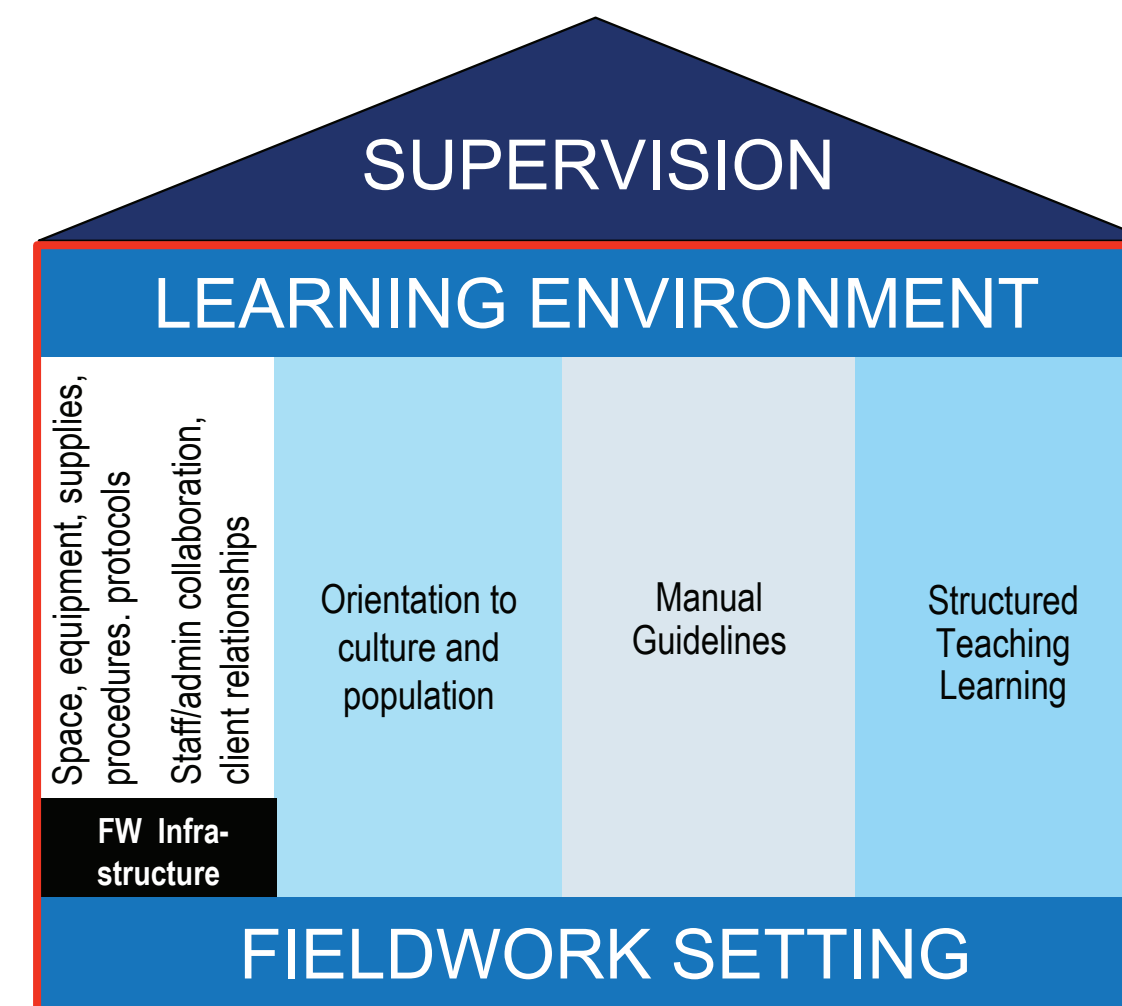 SUPERVISION
LEARNING ENVIRONMENT
Space, equipment, supplies,
procedures. protocols
Staff/admin collaboration,
client relationships
FW Infra-
structure
Orientation to
culture and
population
Manual
Guidelines
Structured
Teaching
Learning
FIELDWORK SETTING